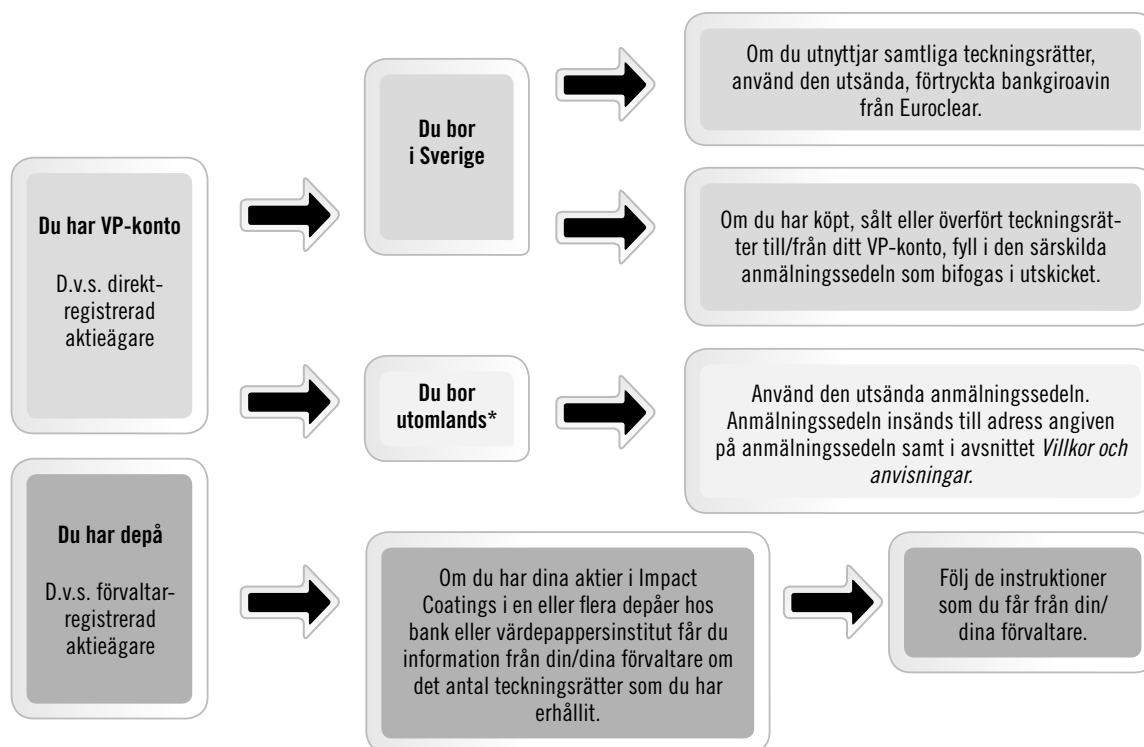 Du har VP-konto
D.v.s. direkt-
registrerad
aktieägare
Du bor
i Sverige
Om du utnyttjar samtliga teckningsrätter,
använd den utsända, förtryckta bankgiroavin
från Euroclear.
Om du har köpt, sålt eller överfört teckningsrät-
ter till/från ditt VP-konto, fyll i den särskilda
anmälningssedeln som bifogas i utskicket.
Du bor
utomlands*
Använd den utsända anmälningssedeln.
Anmälningssedeln insänds till adress angiven
på anmälningssedeln samt i avsnittet Villkor och
anvisningar.
Du har depå
D.v.s. förvaltar-
registrerad
aktieägare
Om du har dina aktier i Impact
Coatings i en eller flera depåer hos
bank eller värdepappersinstitut får du
information från din/dina förvaltare om
det antal teckningsrätter som du har
erhållit.
Följ de instruktioner
som du får från din/
dina förvaltare.